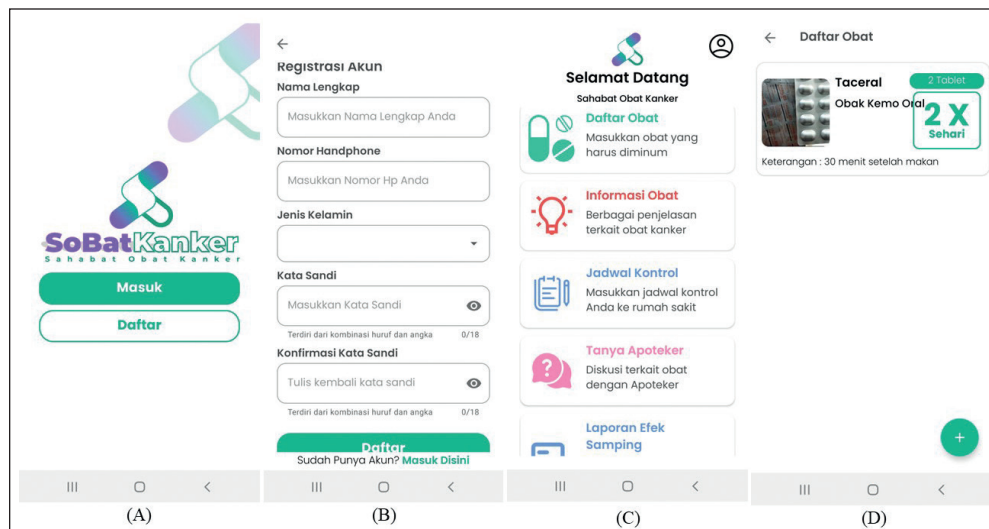 SoBatKanker
Sahabat Obat Kanker
Masuk
Daftar
(A)
Registrasi Akun
Nama Lengkap
Masukkan Nama Lengkap Anda
Nomor Handphone
Masukkan Nomor Hp Anda
Jenis Kelamin
Kata Sandi
Masukkan Kata Sandi
Terdiri dari kombinasi huruf dan angka 0/18
Konfirmasi Kata Sandi
Tulis kembali kata sandi
Terdiri dari kombinasi huruf dan angka 0/18
Daftar
Sudah Punya Akun? Masuk Disini
(B)
Selamat Datang
Sahabat Obat Kanker
Daftar Obat
Masukkan obat yang
harus diminum
Informasi Obat
Berbagai penjelasan
terkait obat kanker
Jadwal Kontrol
Masukkan jadwal kontrol
Anda ke rumah sakit
Tanya Apoteker
Diskusi terkait obat
dengan Apoteker
Laporan Efek
Samping
(C)
Daftar Obat
Taceral
2 Tablet
Obak Kemo Oral
2 X
Sehari
Keterangan : 30 menit setelah makan
+
(D)